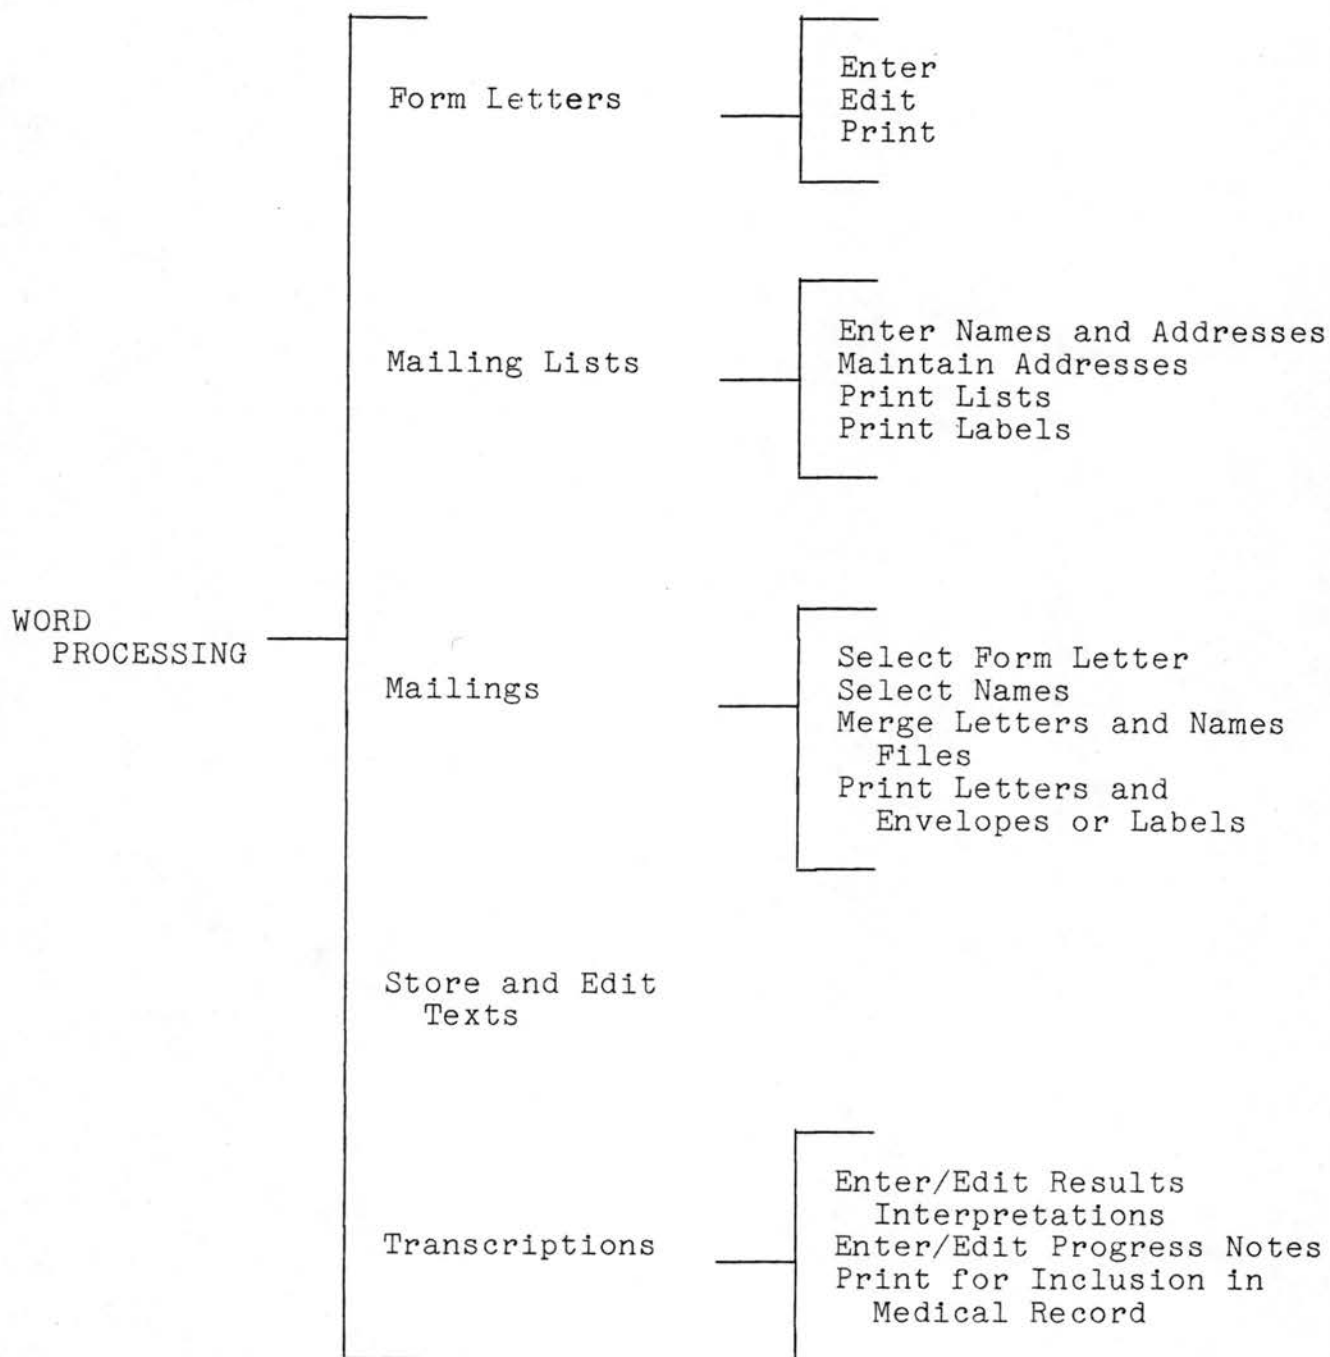 Form Letters
Enter
Edit
Print
Mailing Lists
Enter Names and Addresses
Maintain Addresses
Print Lists
Print Labels
WORD
PROCESSING
Mailings
Select Form Letter
Select Names
Merge Letters and Names
Files
Print Letters and
Envelopes or Labels
Store and Edit
Texts
Transcriptions
Enter/Edit Results
Interpretations
Enter/Edit Progress Notes
Print for Inclusion in
Medical Record